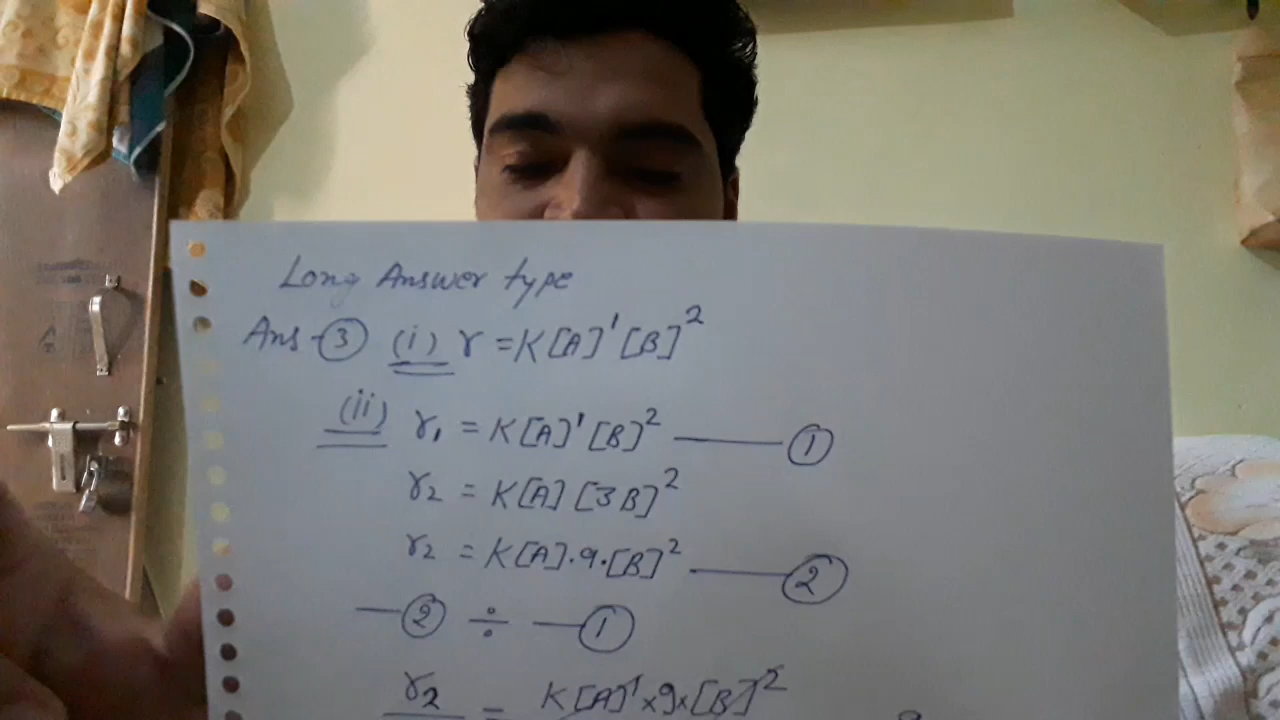 Long Answer type
Ans-③ (i) r = K[A]¹[B]²
(ii) r₁ = K[A]¹[B]² ——— ①
r₂ = K[A][3B]²
r₂ = K[A].9.[B]² ——— ②
—② ÷ —①
r₂ = K[A]¹×9×[B]²